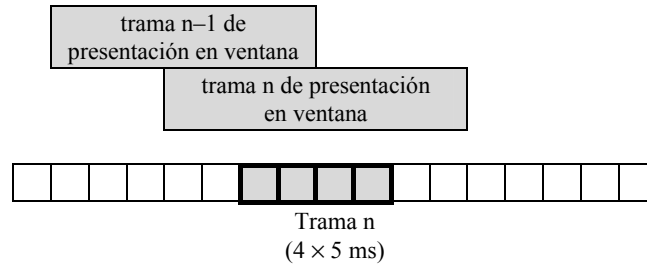 trama n–1 de
presentación en ventana
trama n de presentación
en ventana
Trama n
(4 × 5 ms)